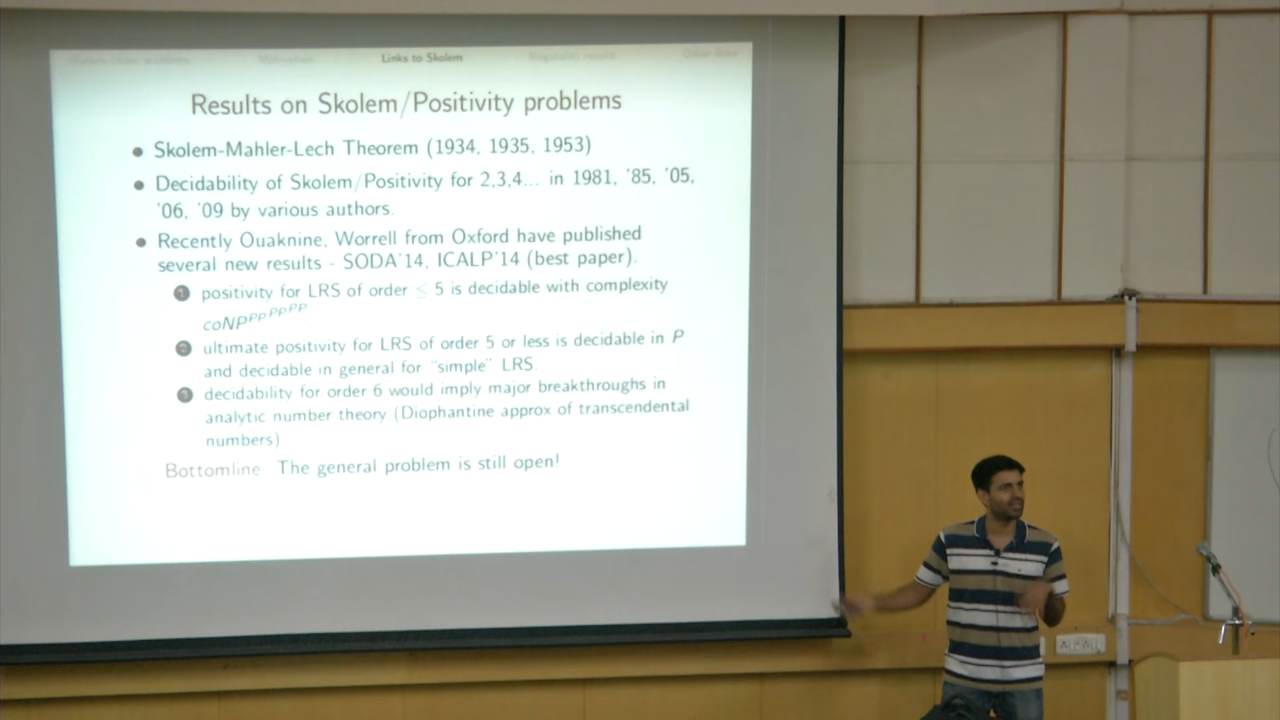 Links to Skolem
Results on Skolem/Positivity problems
Skolem-Mahler-Lech Theorem (1934, 1935, 1953)
Decidability of Skolem/Positivity for 2,3,4... in 1981, '85, '05,
'06, '09 by various authors.
Recently Ouaknine, Worrell from Oxford have published
several new results - SODA'14, ICALP'14 (best paper).
1 positivity for LRS of order ≤ 5 is decidable with complexity
coNP^PP^PP^PP
2 ultimate positivity for LRS of order 5 or less is decidable in P
and decidable in general for "simple" LRS.
3 decidability for order 6 would imply major breakthroughs in
analytic number theory (Diophantine approx of transcendental
numbers)
Bottomline The general problem is still open!